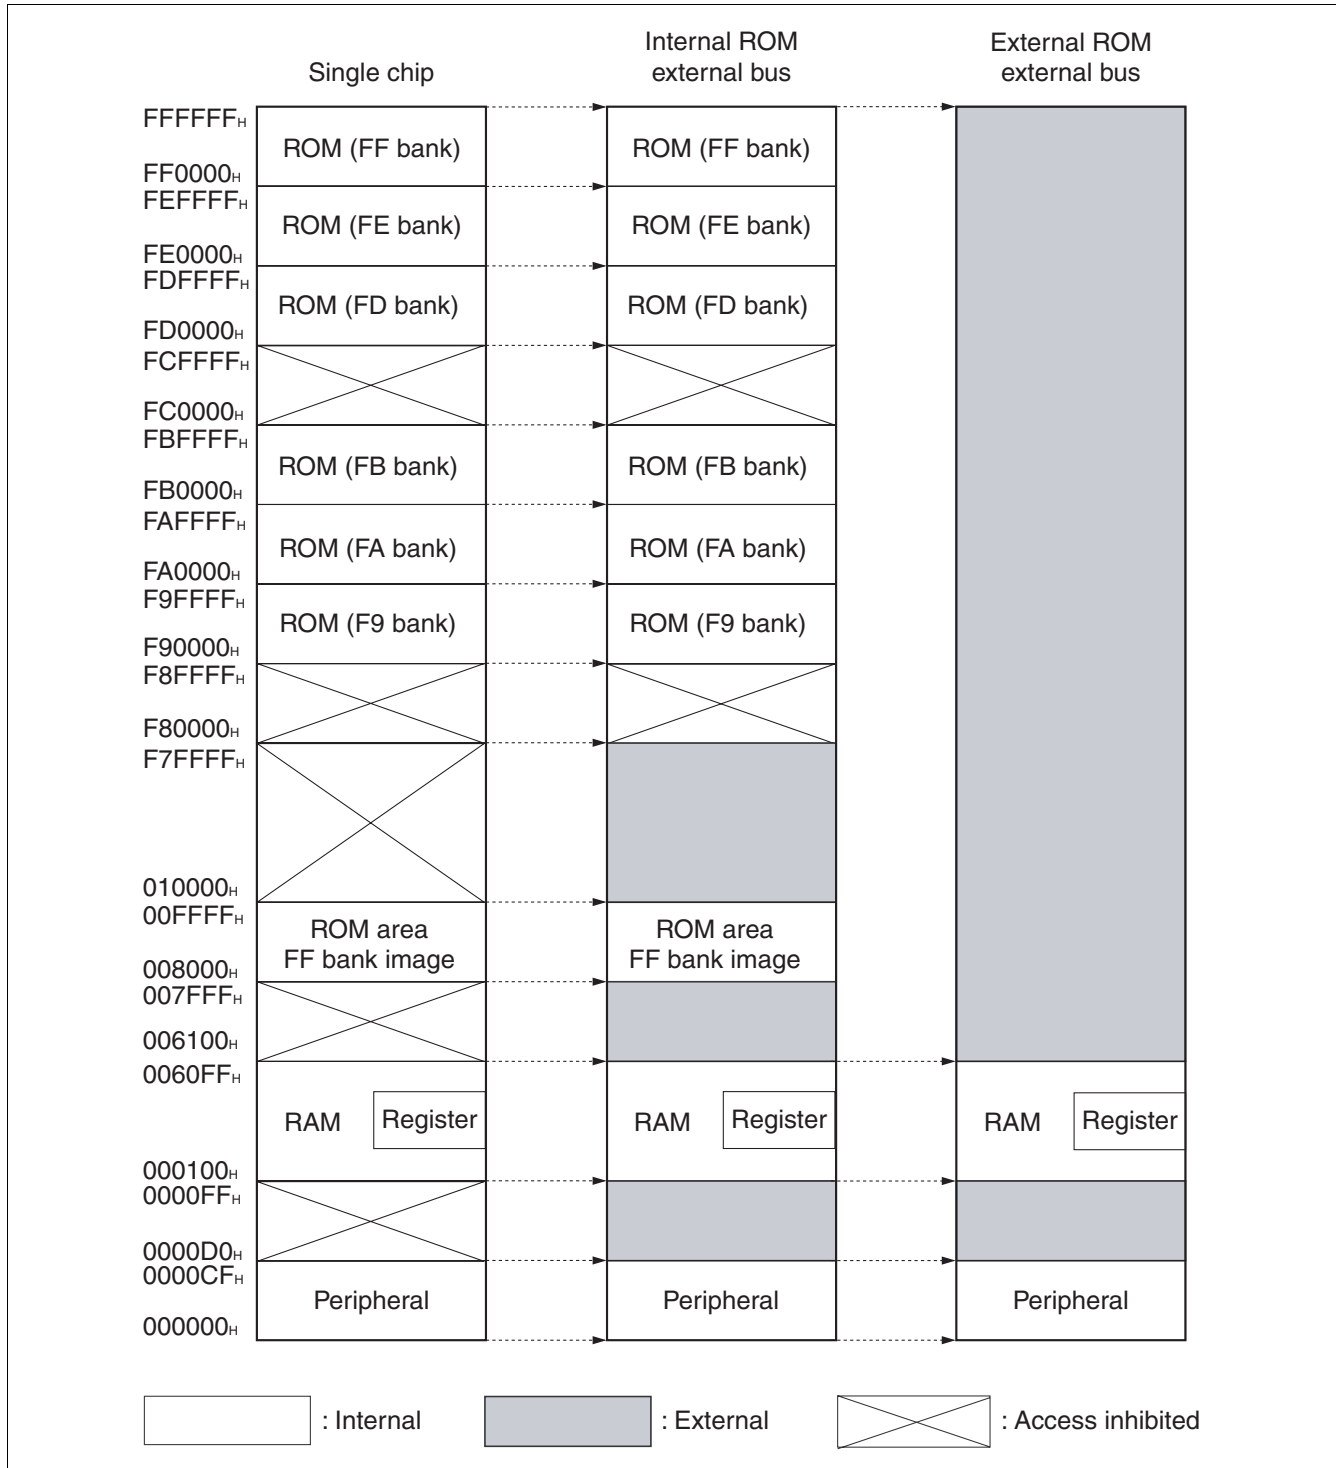 Single chip
Internal ROM
external bus
External ROM
external bus
FFFFFFH
ROM (FF bank)
ROM (FF bank)
FF0000H
FEFFFFH
ROM (FE bank)
ROM (FE bank)
FE0000H
FDFFFFH
ROM (FD bank)
ROM (FD bank)
FD0000H
FCFFFFH
FC0000H
FBFFFFH
ROM (FB bank)
ROM (FB bank)
FB0000H
FAFFFFH
ROM (FA bank)
ROM (FA bank)
FA0000H
F9FFFFH
ROM (F9 bank)
ROM (F9 bank)
F90000H
F8FFFFH
F80000H
F7FFFFH
010000H
00FFFFH
ROM area
FF bank image
ROM area
FF bank image
008000H
007FFFH
006100H
0060FFH
RAM
Register
RAM
Register
RAM
Register
000100H
0000FFH
0000D0H
0000CFH
Peripheral
Peripheral
Peripheral
000000H
: Internal
: External
: Access inhibited